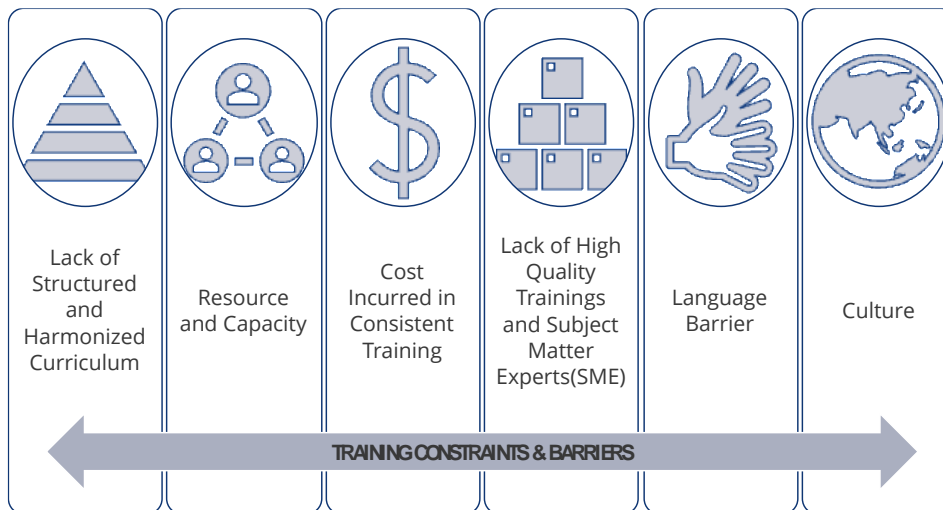 Lack of
Structured
and
Harmonized
Curriculum
Resource
and Capacity
Cost
Incurred in
Consistent
Training
Lack of High
Quality
Trainings
and Subject
Matter
Experts(SME)
Language
Barrier
Culture
TRAINING CONSTRAINTS & BARRIERS